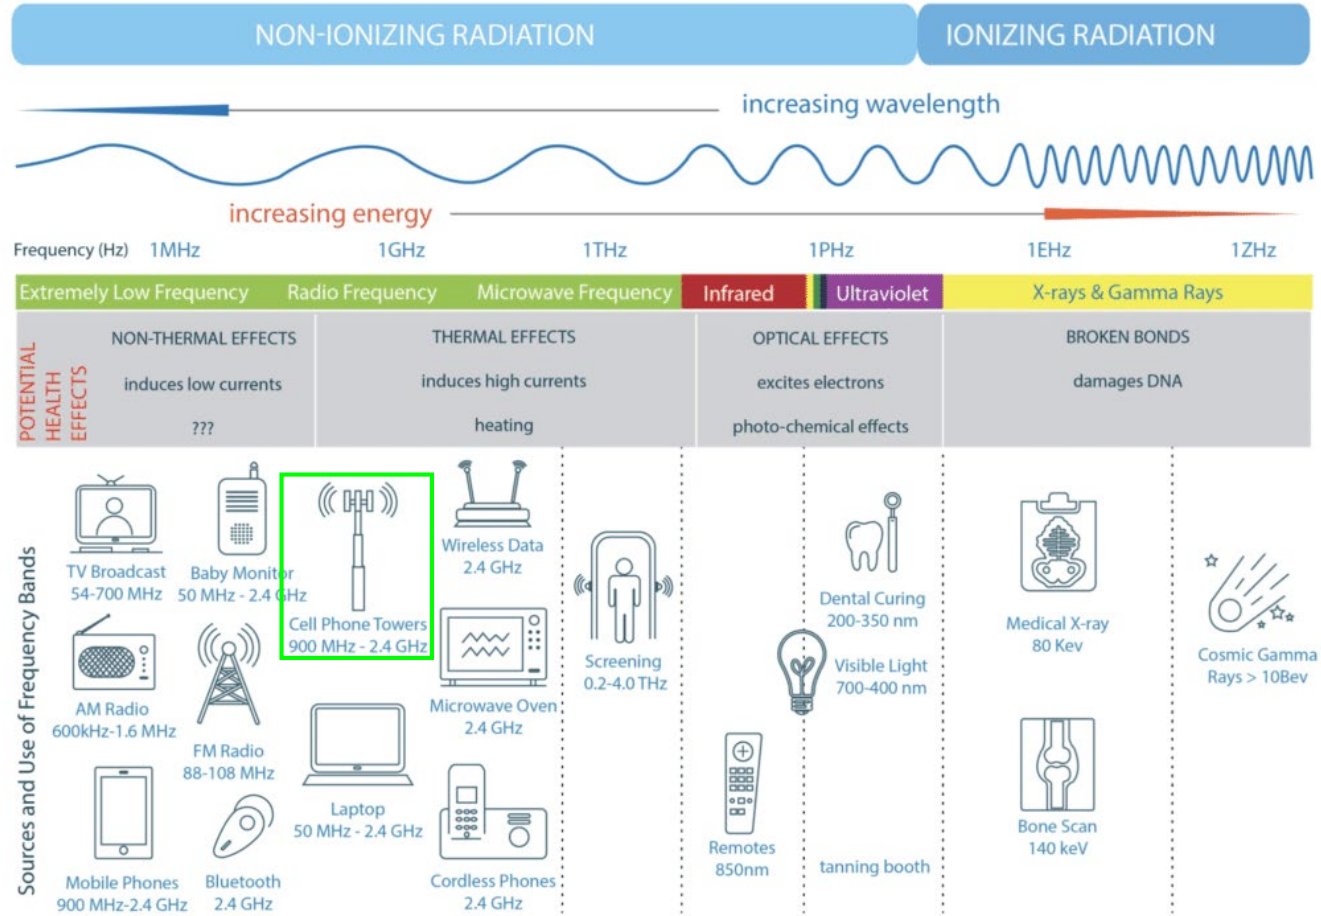 NON-IONIZING RADIATION
IONIZING RADIATION
increasing wavelength
increasing energy
Frequency (Hz) 1MHz 1GHz 1THz 1PHz 1EHz 1ZHz
Extremely Low Frequency Radio Frequency Microwave Frequency Infrared Ultraviolet X-rays & Gamma Rays
POTENTIAL
HEALTH
EFFECTS
NON-THERMAL EFFECTS
induces low currents
???
THERMAL EFFECTS
induces high currents
heating
OPTICAL EFFECTS
excites electrons
photo-chemical effects
BROKEN BONDS
damages DNA
Sources and Use of Frequency Bands
TV Broadcast
54-700 MHz
Baby Monitor
50 MHz - 2.4 GHz
Cell Phone Towers
900 MHz - 2.4 GHz
Wireless Data
2.4 GHz
AM Radio
600kHz-1.6 MHz
FM Radio
88-108 MHz
Microwave Oven
2.4 GHz
Mobile Phones
900 MHz-2.4 GHz
Bluetooth
2.4 GHz
Laptop
50 MHz - 2.4 GHz
Cordless Phones
2.4 GHz
Screening
0.2-4.0 THz
Dental Curing
200-350 nm
Visible Light
700-400 nm
Remotes
850nm
tanning booth
Medical X-ray
80 Kev
Bone Scan
140 keV
Cosmic Gamma
Rays > 10Bev